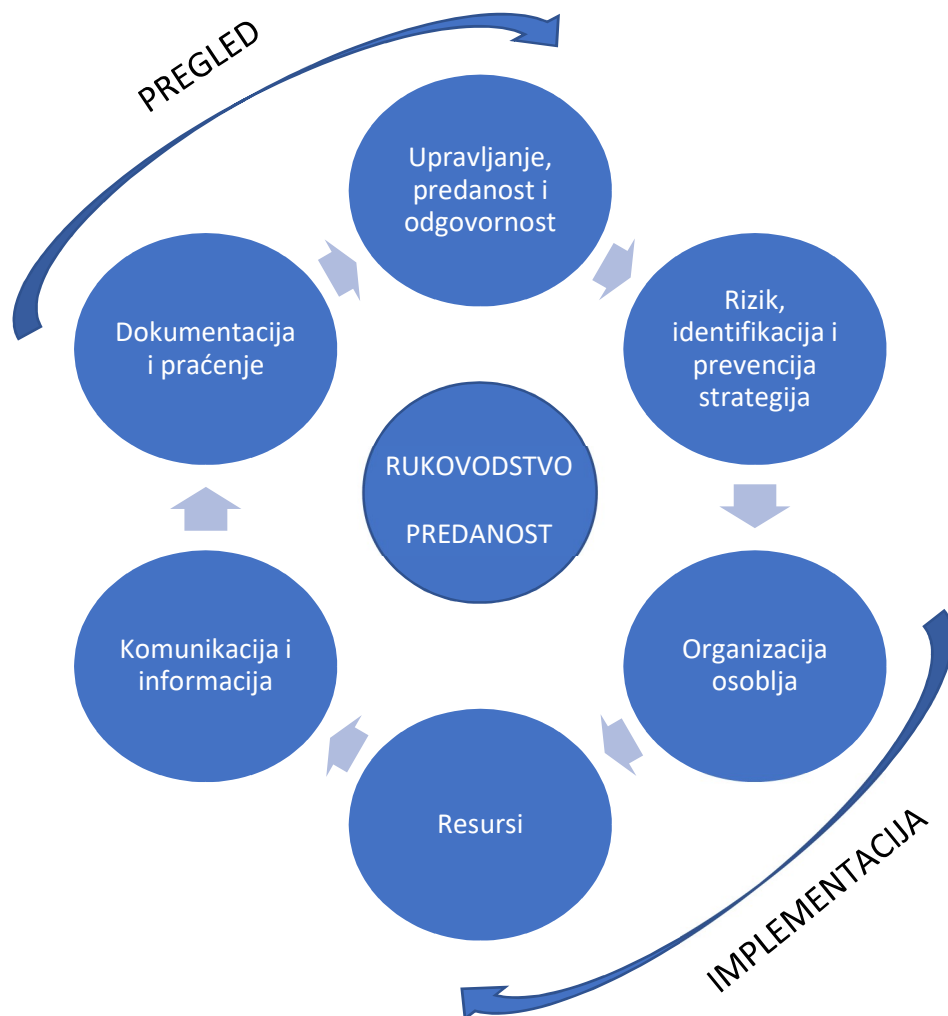 PREGLED
Upravljanje,
predanost i
odgovornost
Rizik,
identifikacija i
prevencija
strategija
Organizacija
osoblja
Resursi
Komunikacija i
informacija
Dokumentacija
i praćenje
RUKOVODSTVO
PREDANOST
IMPLEMENTACIJA